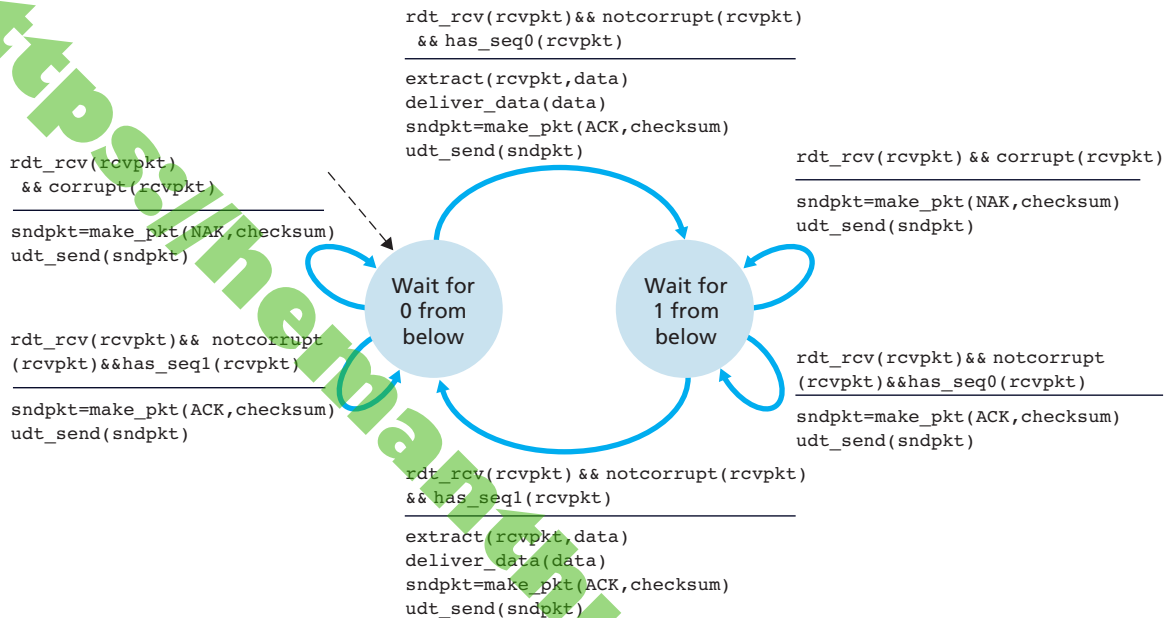 rdt_rcv(rcvpkt)&& notcorrupt(rcvpkt)
&& has_seq0(rcvpkt)
extract(rcvpkt,data)
deliver_data(data)
sndpkt=make_pkt(ACK,checksum)
udt_send(sndpkt)
rdt_rcv(rcvpkt)
&& corrupt(rcvpkt)
sndpkt=make_pkt(NAK,checksum)
udt_send(sndpkt)
rdt_rcv(rcvpkt) && corrupt(rcvpkt)
sndpkt=make_pkt(NAK,checksum)
udt_send(sndpkt)
Wait for
0 from
below
Wait for
1 from
below
rdt_rcv(rcvpkt)&& notcorrupt
(rcvpkt)&&has_seq1(rcvpkt)
sndpkt=make_pkt(ACK,checksum)
udt_send(sndpkt)
rdt_rcv(rcvpkt)&& notcorrupt
(rcvpkt)&&has_seq0(rcvpkt)
sndpkt=make_pkt(ACK,checksum)
udt_send(sndpkt)
rdt_rcv(rcvpkt) && notcorrupt(rcvpkt)
&& has_seq1(rcvpkt)
extract(rcvpkt,data)
deliver_data(data)
sndpkt=make_pkt(ACK,checksum)
udt_send(sndpkt)
ttps://hemanth